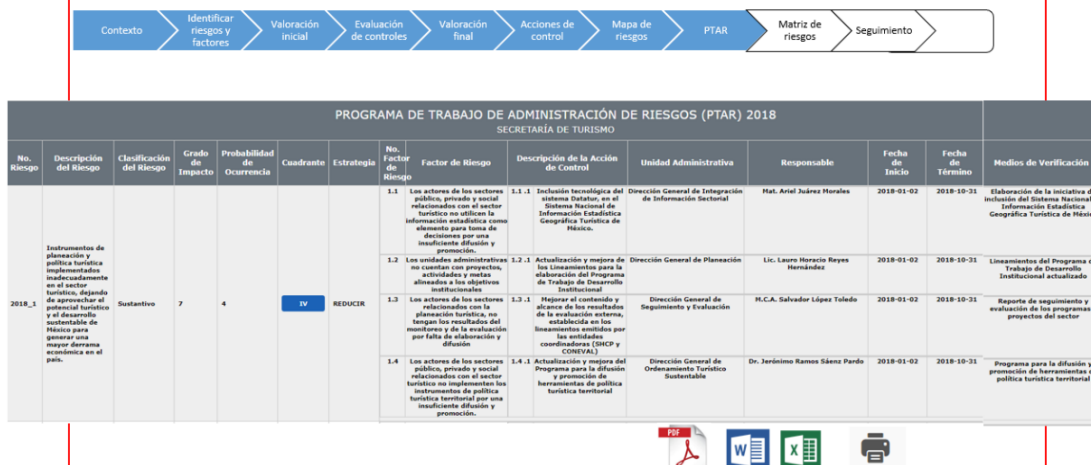 Contexto
Identificar
riesgos y
factores
Valoración
inicial
Evaluación
de controles
Valoración
final
Acciones de
control
Mapa de
riesgos
PTAR
Matriz de
riesgos
Seguimiento
PROGRAMA DE TRABAJO DE ADMINISTRACIÓN DE RIESGOS (PTAR) 2018
SECRETARÍA DE TURISMO
No.
Riesgo
Descripción
del Riesgo
Clasificación
del Riesgo
Grado
de
Impacto
Probabilidad
de
Ocurrencia
Cuadrante
Estrategia
No.
Factor
de
Riesgo
Factor de Riesgo
Descripción de la Acción
de Control
Unidad Administrativa
Responsable
Fecha
de
Inicio
Fecha
de
Término
Medios de Verificación
2018_1
Instrumentos de
planeación y
política turística
implementados
inadecuadamente
en el sector
turístico, dejando
de aprovechar el
potencial turístico
y el desarrollo
sustentable de
México para
generar una
mayor derrama
económica en el
país.
Sustantivo
7
4
IV
REDUCIR
1.1
Los actores de los sectores
público, privado y social
relacionados con el sector
turístico no utilicen la
información estadística como
elemento para toma de
decisiones por una
insuficiente difusión y
promoción.
1.1 .1
Inclusión tecnológica del
sistema Datatur, en el
Sistema Nacional de
Información Estadística
Geográfica Turística de
México.
Dirección General de Integración
de Información Sectorial
Mat. Ariel Juárez Morales
2018-01-02
2018-10-31
Elaboración de la iniciativa d
inclusión del Sistema Nacional
Información Estadística
Geográfica Turística de Méxic
1.2
Los unidades administrativas
no cuentan con proyectos,
actividades y metas
alineados a los objetivos
institucionales
1.2 .1
Actualización y mejora de
los Lineamientos para la
elaboración del Programa
de Trabajo de Desarrollo
Institucional
Dirección General de Planeación
Lic. Lauro Horacio Reyes
Hernández
2018-01-02
2018-10-31
Lineamientos del Programa d
Trabajo de Desarrollo
Institucional actualizado
1.3
Los actores de los sectores
relacionados con la
planeación turística, no
tengan los resultados del
monitoreo y de la evaluación
por falta de elaboración y
difusión
1.3 .1
Mejorar el contenido y
alcance de los resultados
de la evaluación externa,
establecida en los
lineamientos emitidos por
las entidades
coordinadoras (SHCP y
CONEVAL)
Dirección General de
Seguimiento y Evaluación
M.C.A. Salvador López Toledo
2018-01-02
2018-10-31
Reporte de seguimiento y
evaluación de los programas
proyectos del sector
1.4
Los actores de los sectores
público, privado y social
relacionados con el sector
turístico no implementen los
instrumentos de política
turística territorial por una
insuficiente difusión y
promoción.
1.4 .1
Actualización y mejora del
Programa para la difusión
y promoción de
herramientas de política
turística territorial
Dirección General de
Ordenamiento Turístico
Sustentable
Dr. Jerónimo Ramos Sáenz Pardo
2018-01-02
2018-10-31
Programa para la difusión y
promoción de herramientas d
política turística territorial
PDF
W
X